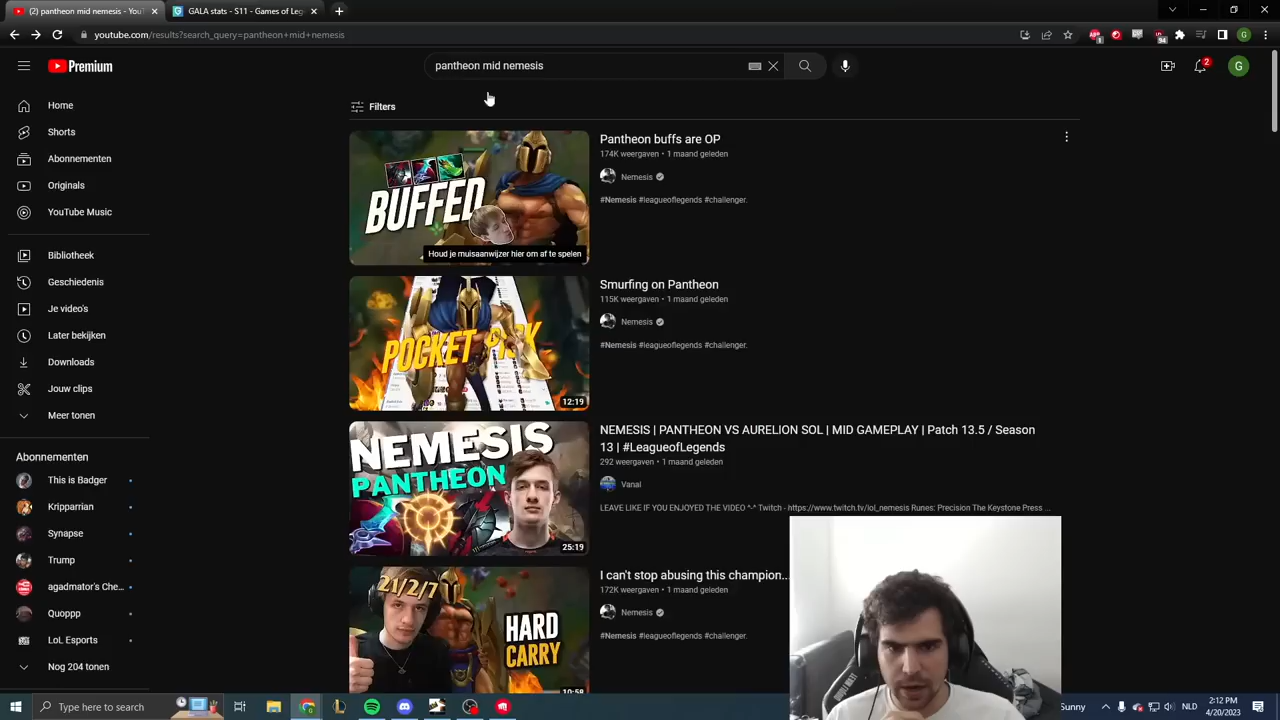 (2) pantheon mid nemesis - YouT
GALA stats - S11 - Games of Leg
youtube.com/results?search_query=pantheon+mid+nemesis
Premium
pantheon mid nemesis
2
G
Home
Shorts
Abonnementen
Originals
YouTube Music
Bibliotheek
Geschiedenis
Je video's
Later bekijken
Downloads
Jouw clips
Meer tonen
Abonnementen
This is Badger
Kripparrian
Synapse
Trump
agadmator's Che...
Quoppp
LoL Esports
Nog 204 tonen
Filters
BUFFED
Houd je muisaanwijzer hier om af te spelen
Pantheon buffs are OP
174K weergaven • 1 maand geleden
Nemesis
#Nemesis #leagueoflegends #challenger.
POCKET PICK
12:19
Smurfing on Pantheon
115K weergaven • 1 maand geleden
Nemesis
#Nemesis #leagueoflegends #challenger.
NEMESIS
PANTHEON
25:19
NEMESIS | PANTHEON VS AURELION SOL | MID GAMEPLAY | Patch 13.5 / Season
13 | #LeagueofLegends
292 weergaven • 1 maand geleden
Vanal
LEAVE LIKE IF YOU ENJOYED THE VIDEO ^-^ Twitch - https://www.twitch.tv/lol_nemesis Runes: Precision The Keystone Press ...
21/2/7
HARD
CARRY
10:58
I can't stop abusing this champion...
172K weergaven • 1 maand geleden
Nemesis
#Nemesis #leagueoflegends #challenger.
Type here to search
Sunny
NLD
2:12 PM
4/20/2023